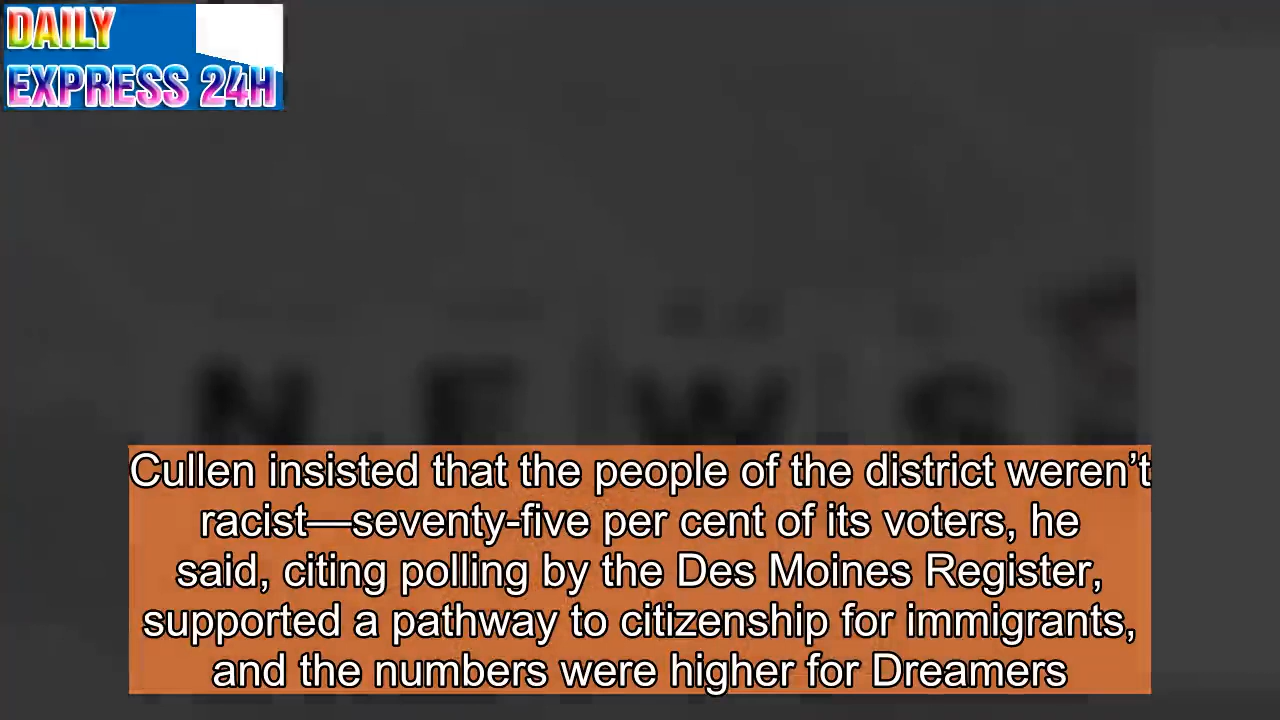 DAILY
EXPRESS 24H
NEWS
Cullen insisted that the people of the district weren’t
racist—seventy-five per cent of its voters, he
said, citing polling by the Des Moines Register,
supported a pathway to citizenship for immigrants,
and the numbers were higher for Dreamers